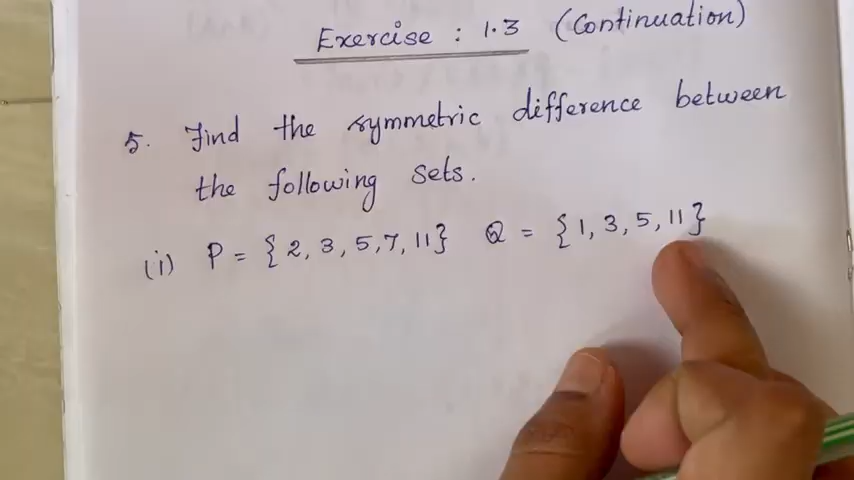 Exercise : 1.3 (Continuation)
5. Find the symmetric difference between
the following sets.
(i) P = {2, 3, 5, 7, 11} Q = {1, 3, 5, 11}